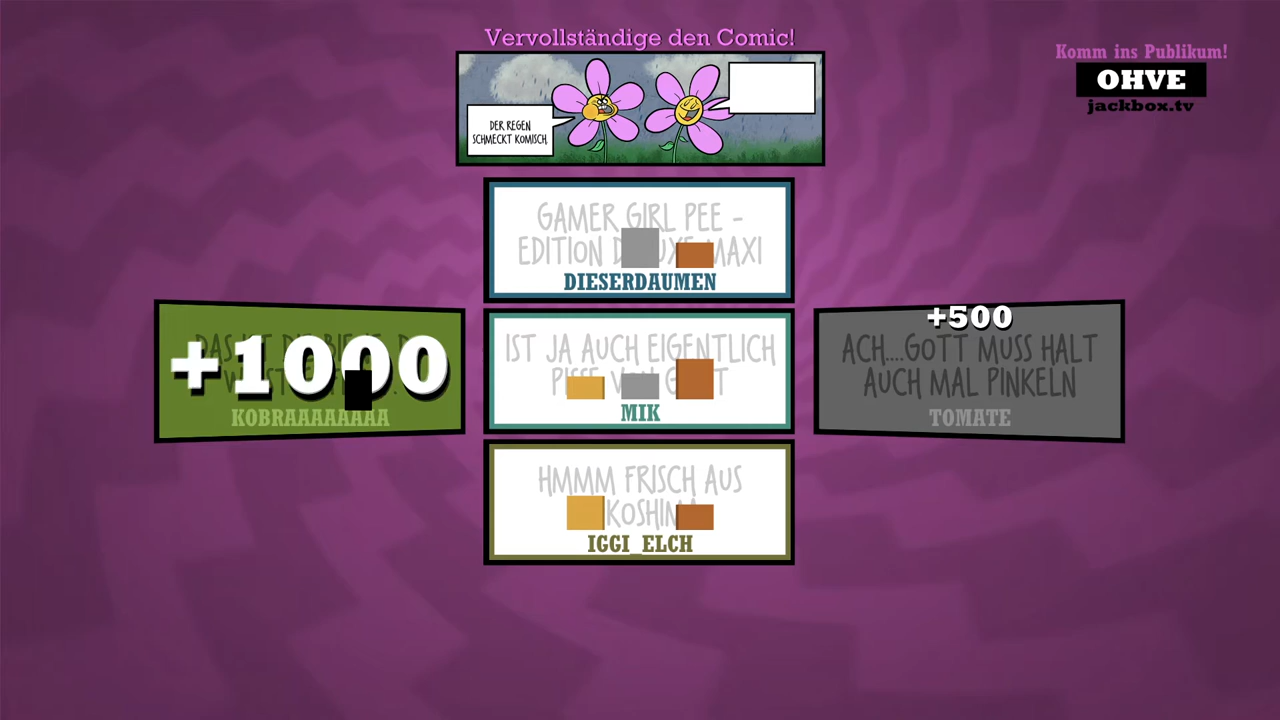 Vervollständige den Comic!
Komm ins Publikum!
OHVE
jackbox.tv
DER REGEN
SCHMECKT KOMISCH
GAMER GIRL PEE -
EDITION MAXI
DIESERDAUMEN
+1000
KOBRAAAAAAAA
IST JA AUCH EIGENTLICH
MIK
+500
ACH....GOTT MUSS HALT
AUCH MAL PINKELN
TOMATE
HMMM FRISCH AUS
IGGI_ELCH